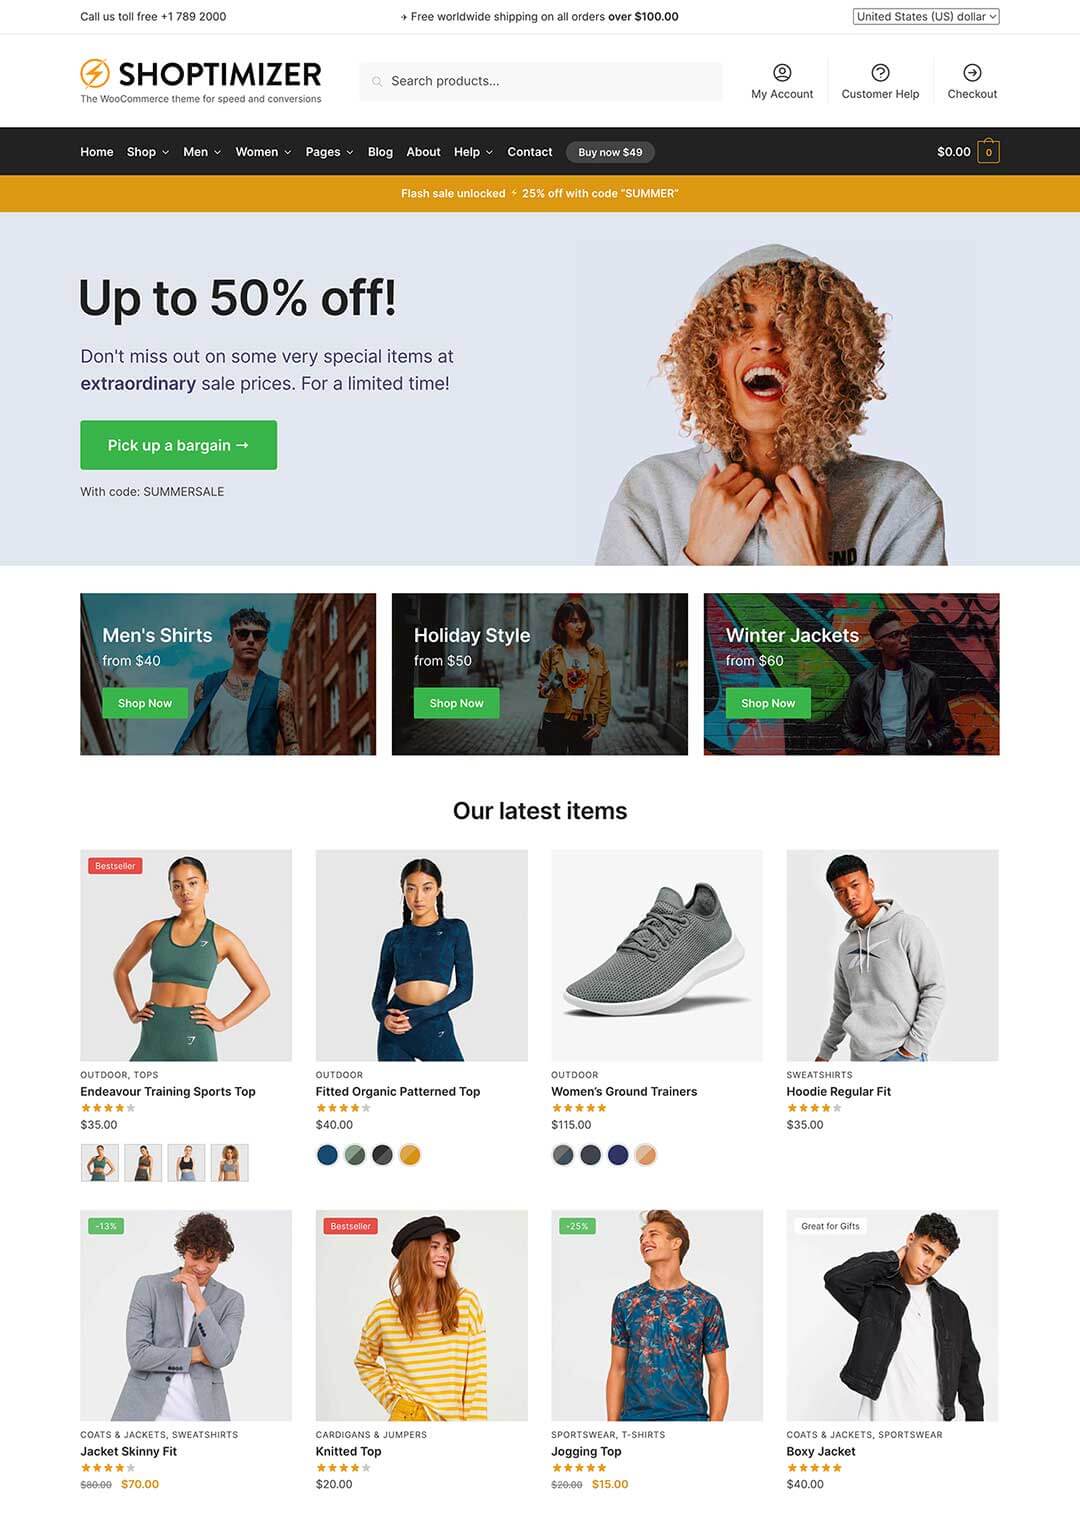 Call us toll free +1 789 2000
✈ Free worldwide shipping on all orders over $100.00
United States (US) dollar
SHOPTIMIZER
The WooCommerce theme for speed and conversions
Search products...
My Account
Customer Help
Checkout
Home Shop Men Women Pages Blog About Help Contact Buy now $49
$0.00 0
Flash sale unlocked ⚡ 25% off with code “SUMMER”
Up to 50% off!
Don't miss out on some very special items at
extraordinary sale prices. For a limited time!
Pick up a bargain →
With code: SUMMERSALE
Men's Shirts
from $40
Shop Now
Holiday Style
from $50
Shop Now
Winter Jackets
from $60
Shop Now
Our latest items
Bestseller
OUTDOOR, TOPS
Endeavour Training Sports Top
$35.00
OUTDOOR
Fitted Organic Patterned Top
$40.00
OUTDOOR
Women’s Ground Trainers
$115.00
SWEATSHIRTS
Hoodie Regular Fit
$35.00
-13%
COATS & JACKETS, SWEATSHIRTS
Jacket Skinny Fit
$80.00 $70.00
Bestseller
CARDIGANS & JUMPERS
Knitted Top
$20.00
-25%
SPORTSWEAR, T-SHIRTS
Jogging Top
$20.00 $15.00
Great for Gifts
COATS & JACKETS, SPORTSWEAR
Boxy Jacket
$40.00